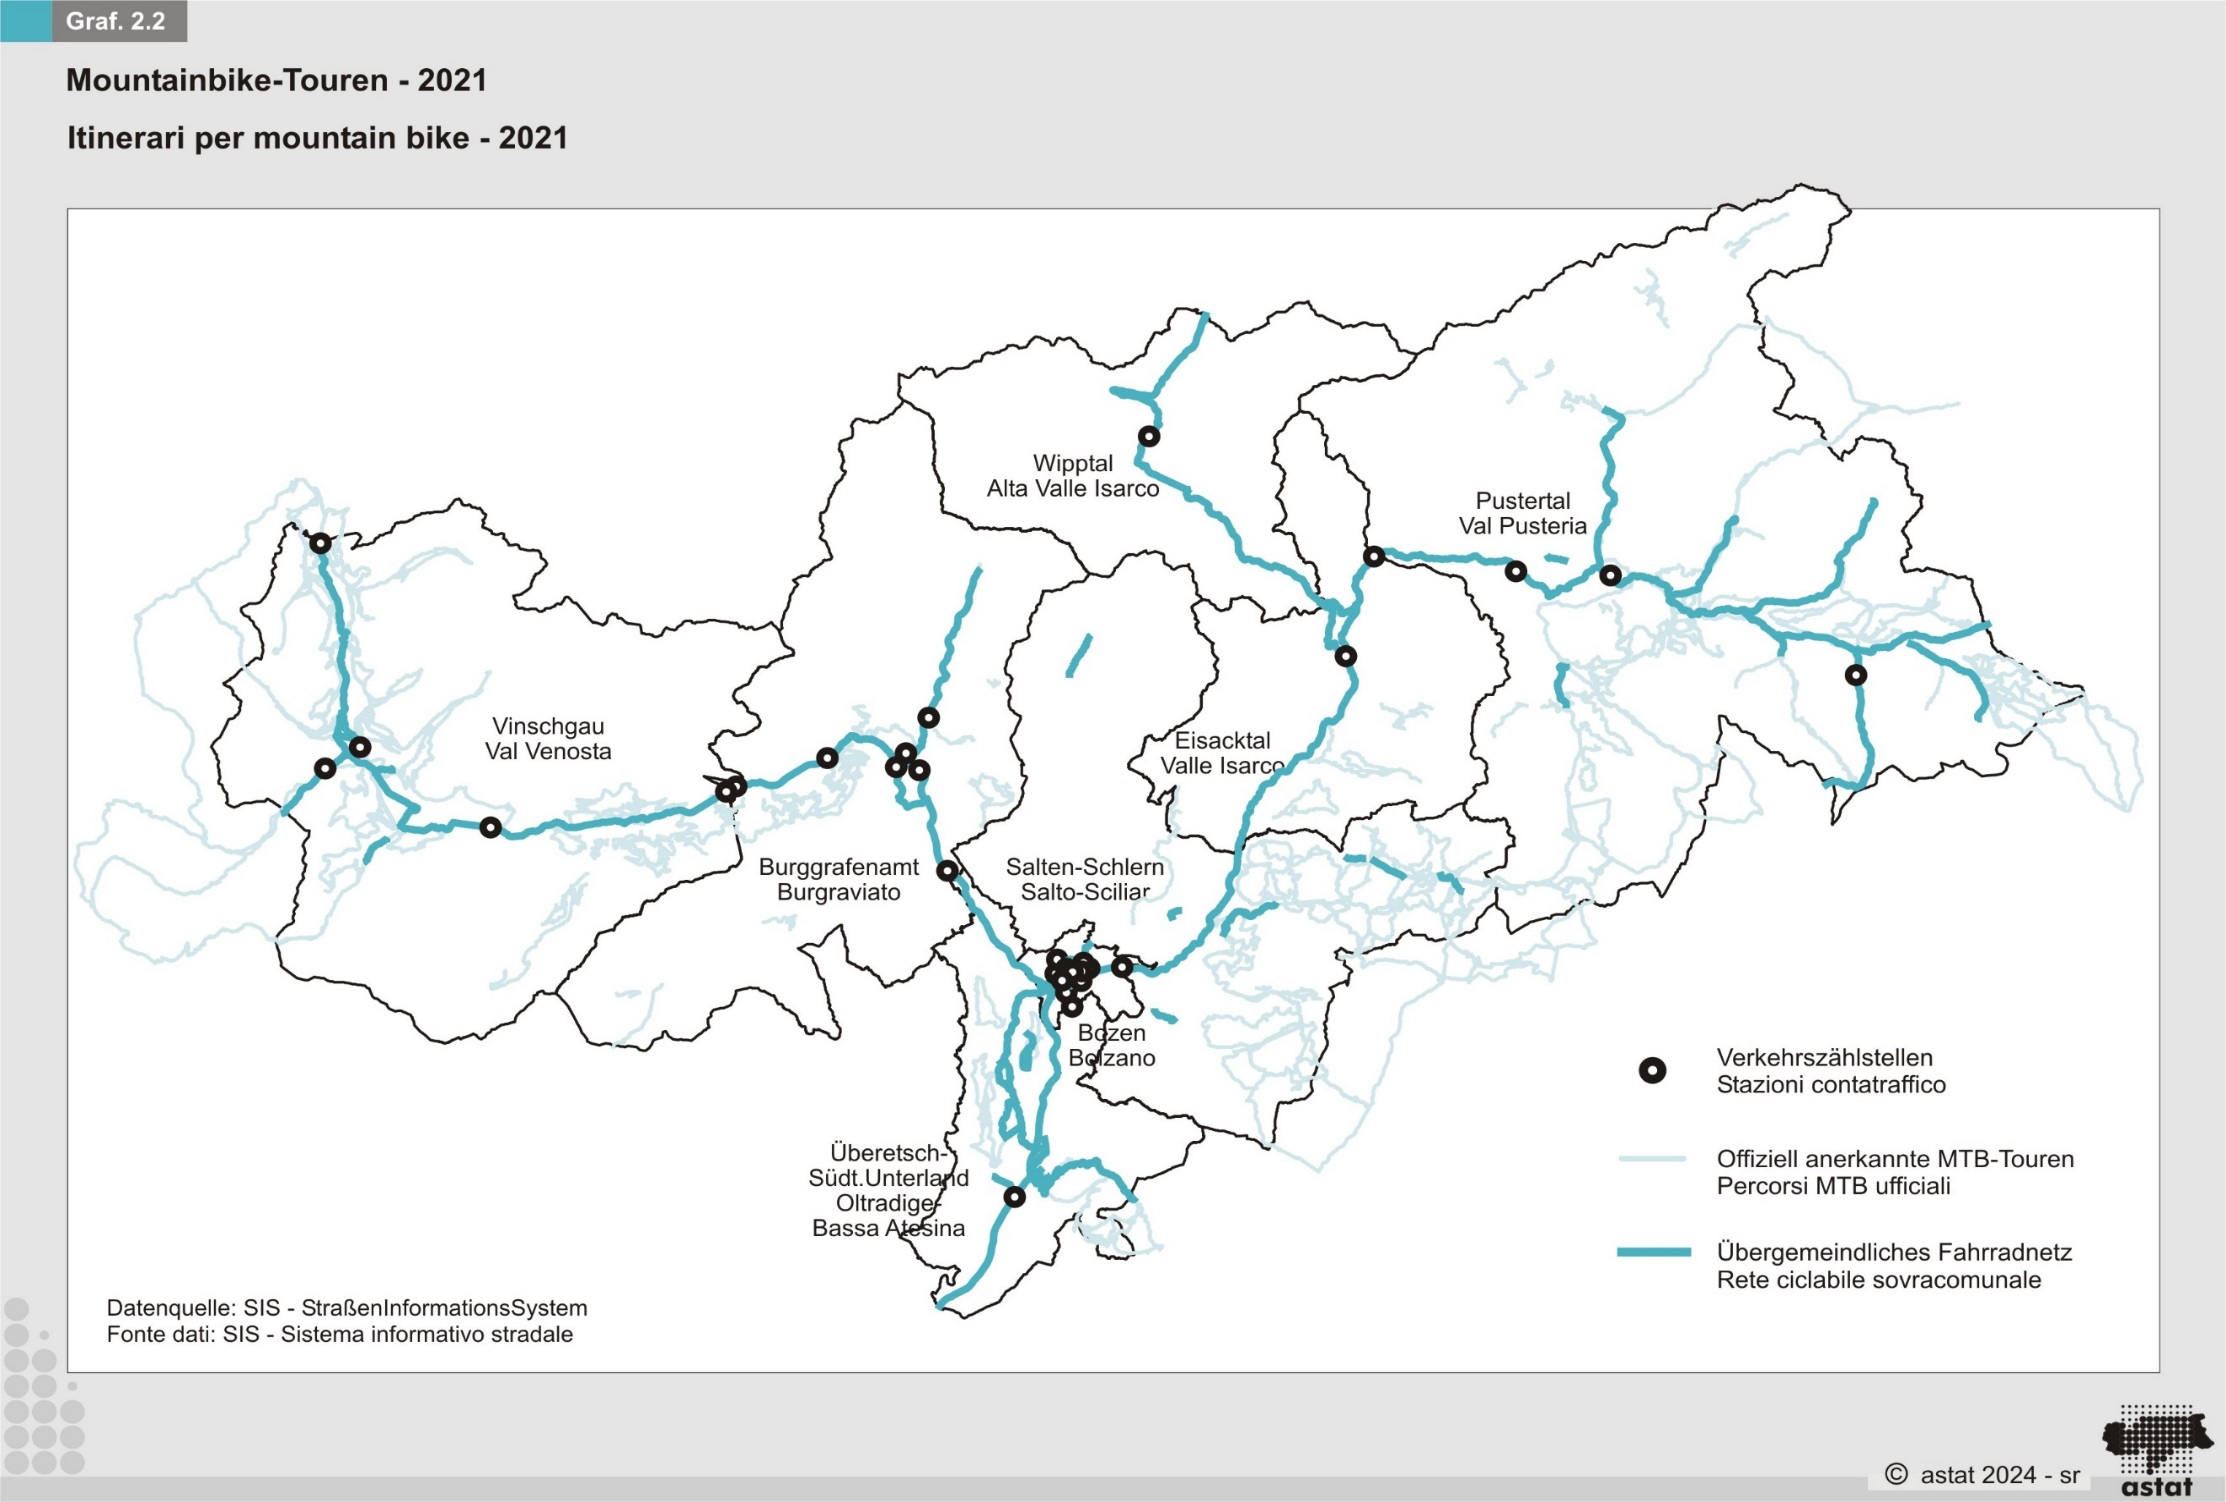 Graf. 2.2
Mountainbike-Touren - 2021
Itinerari per mountain bike - 2021
Wipptal
Alta Valle Isarco
Pustertal
Val Pusteria
Vinschgau
Val Venosta
Eisacktal
Valle Isarco
Burggrafenamt
Burgraviato
Salten-Schlern
Salto-Sciliar
Bozen
Bolzano
Überetsch-
Südt.Unterland
Oltradige-
Bassa Atesina
Verkehrszählstellen
Stazioni contatraffico
Offiziell anerkannte MTB-Touren
Percorsi MTB ufficiali
Übergemeindliches Fahrradnetz
Rete ciclabile sovracomunale
Datenquelle: SIS - StraßenInformationsSystem
Fonte dati: SIS - Sistema informativo stradale
© astat 2024 - sr
astat